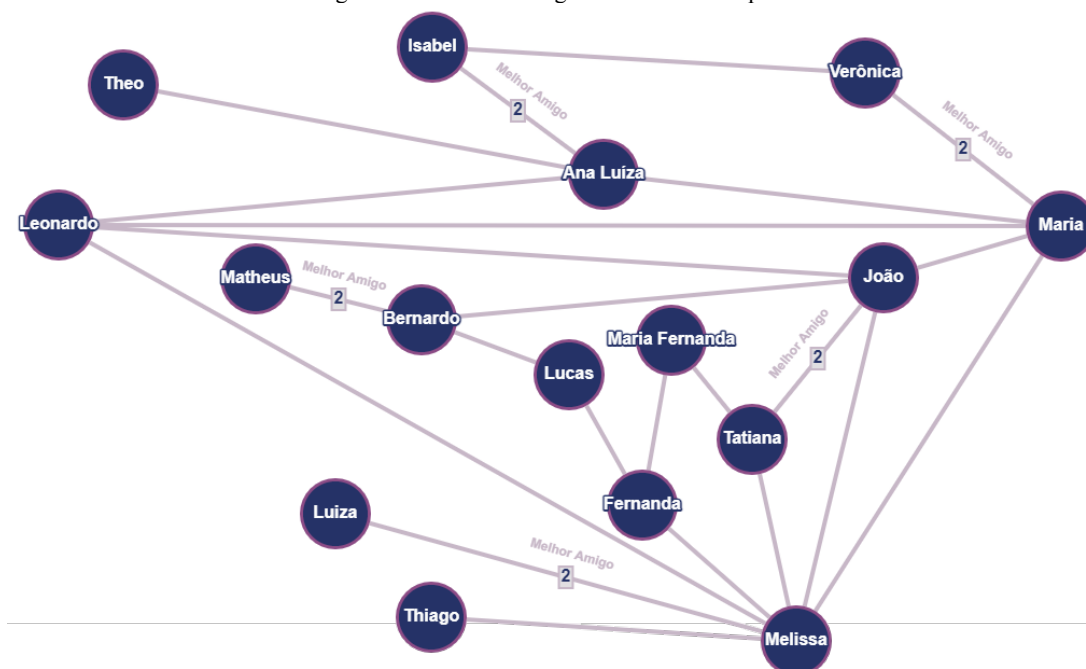 Isabel
Theo
Verônica
Melhor Amigo
2
Melhor Amigo
2
Ana Luíza
Leonardo
Maria
Matheus
Melhor Amigo
2
João
Bernardo
Maria Fernanda
Melhor Amigo
2
Lucas
Tatiana
Fernanda
Luiza
Melhor Amigo
2
Thiago
Melissa